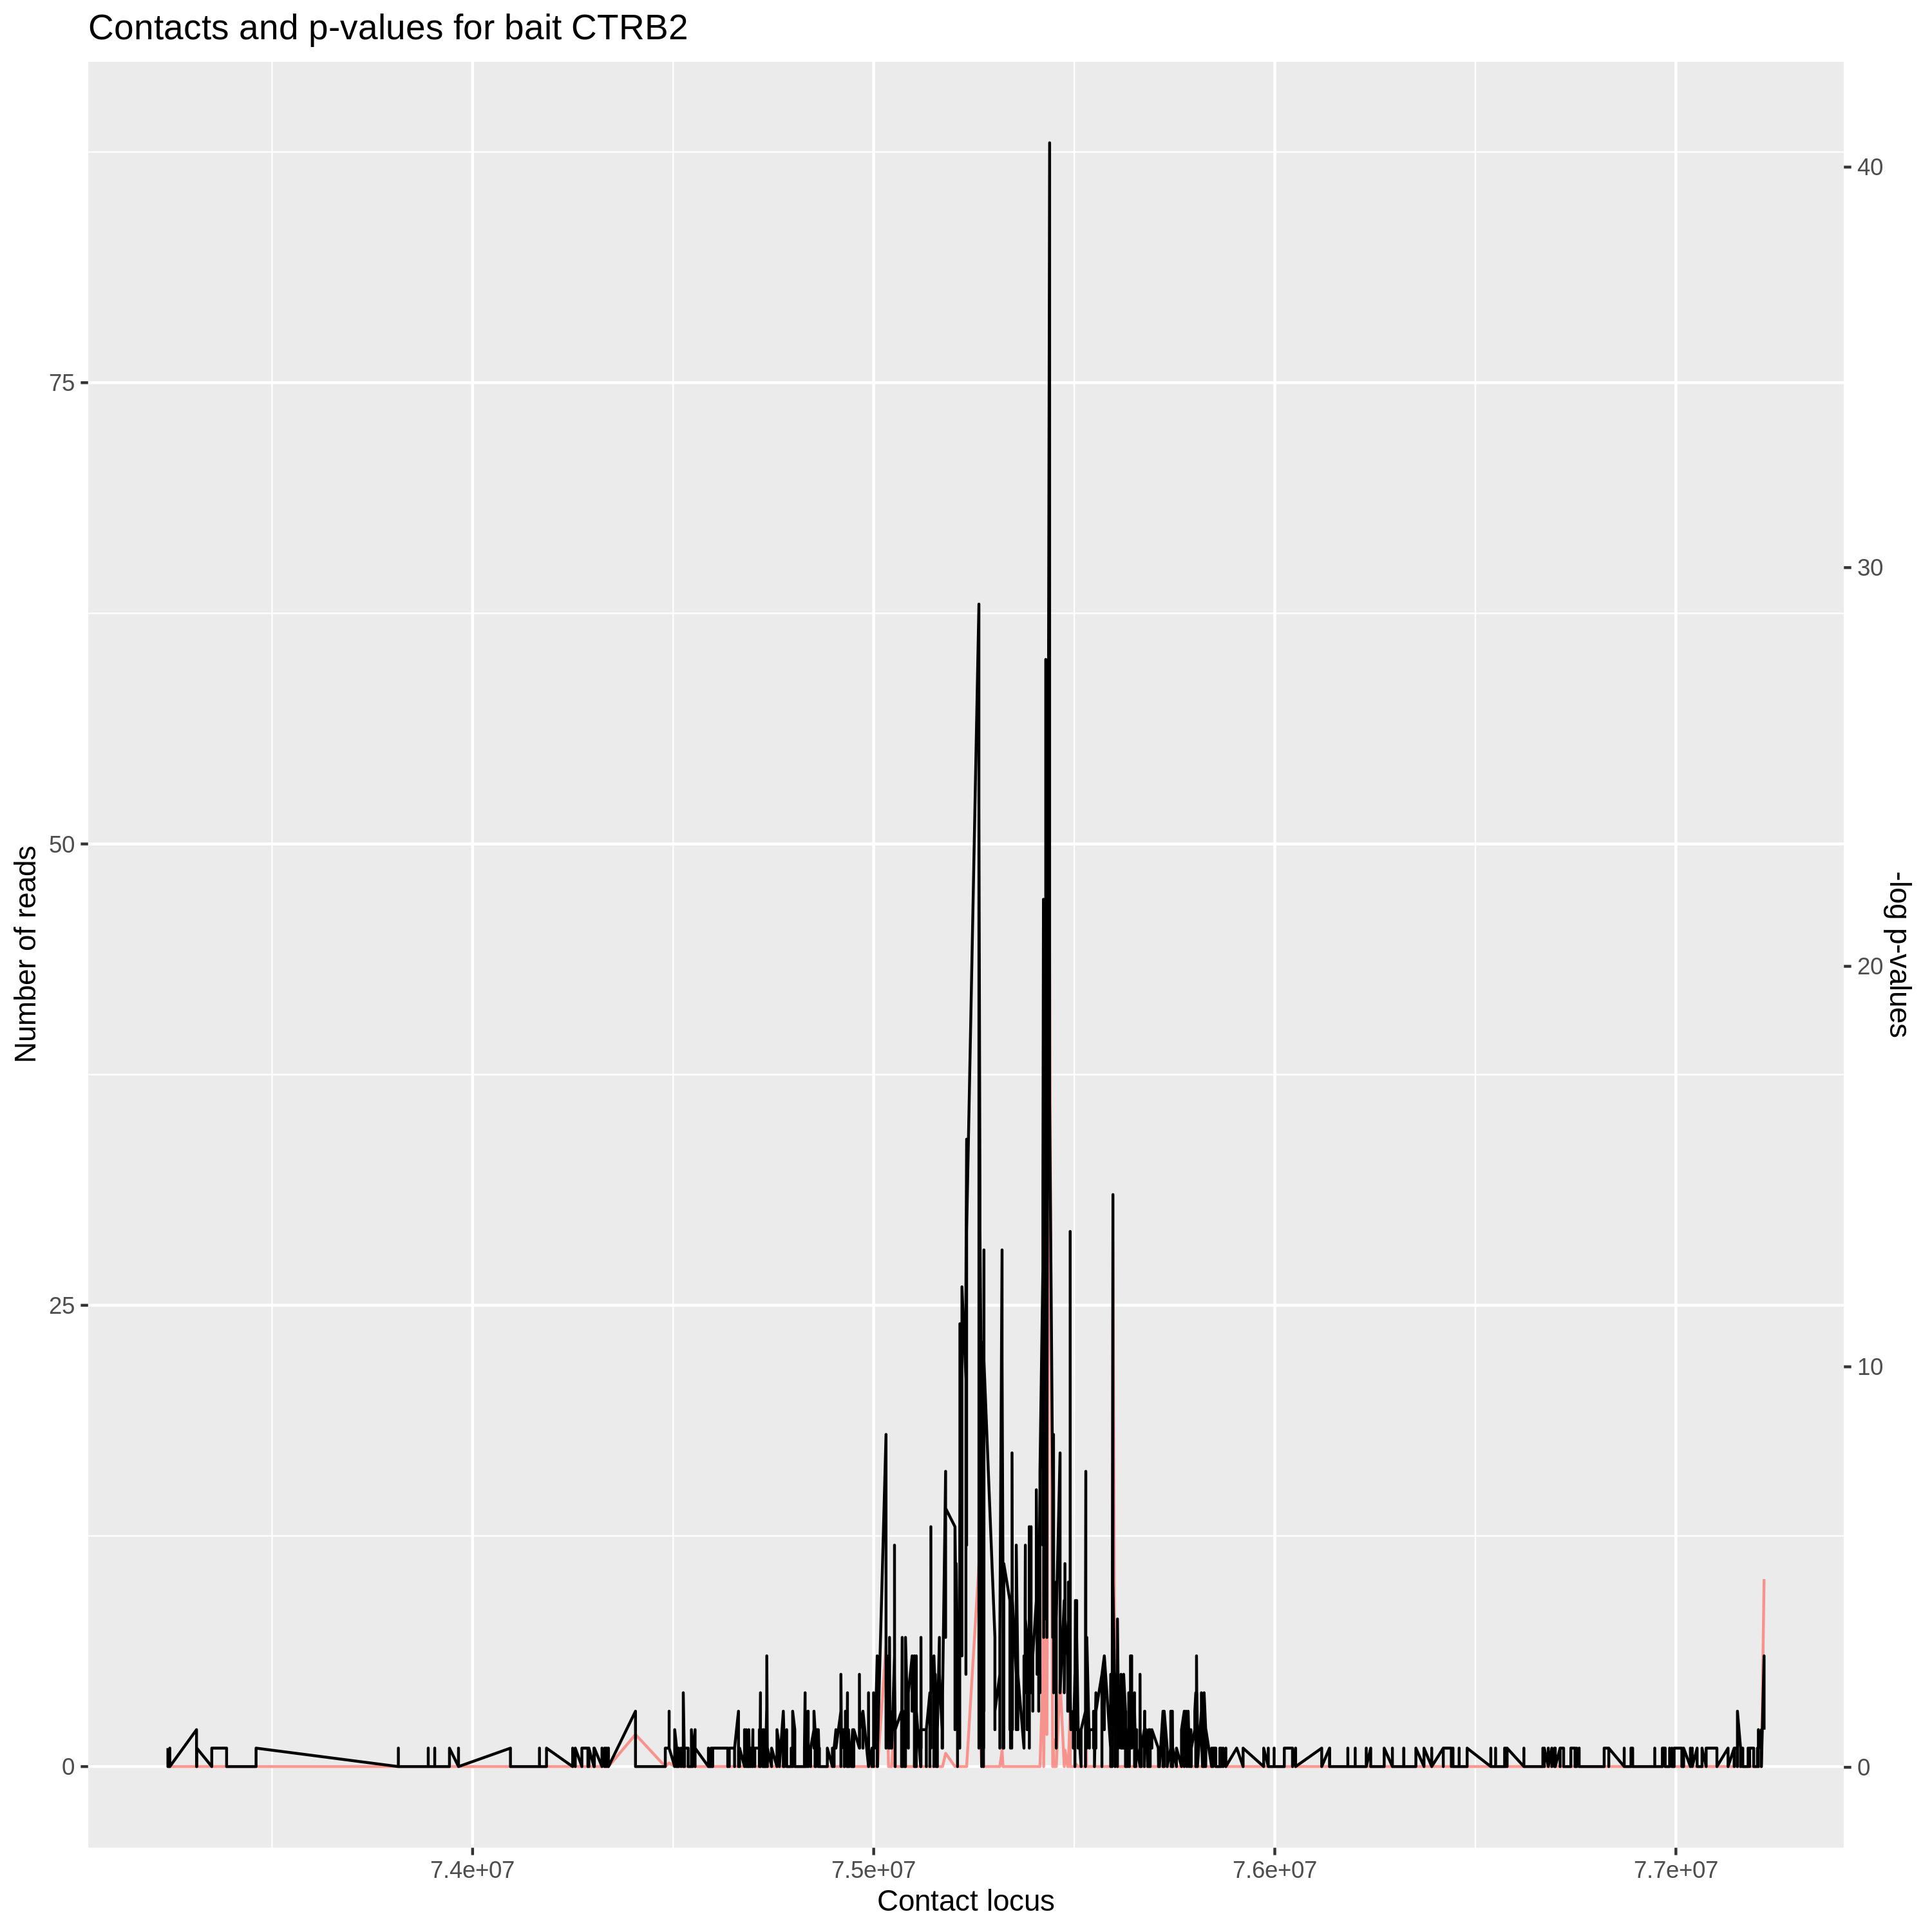 Contacts and p-values for bait CTRB2
Number of reads
75
50
25
0
40
30
20
10
0
-log p-values
7.4e+07
7.5e+07
7.6e+07
7.7e+07
Contact locus